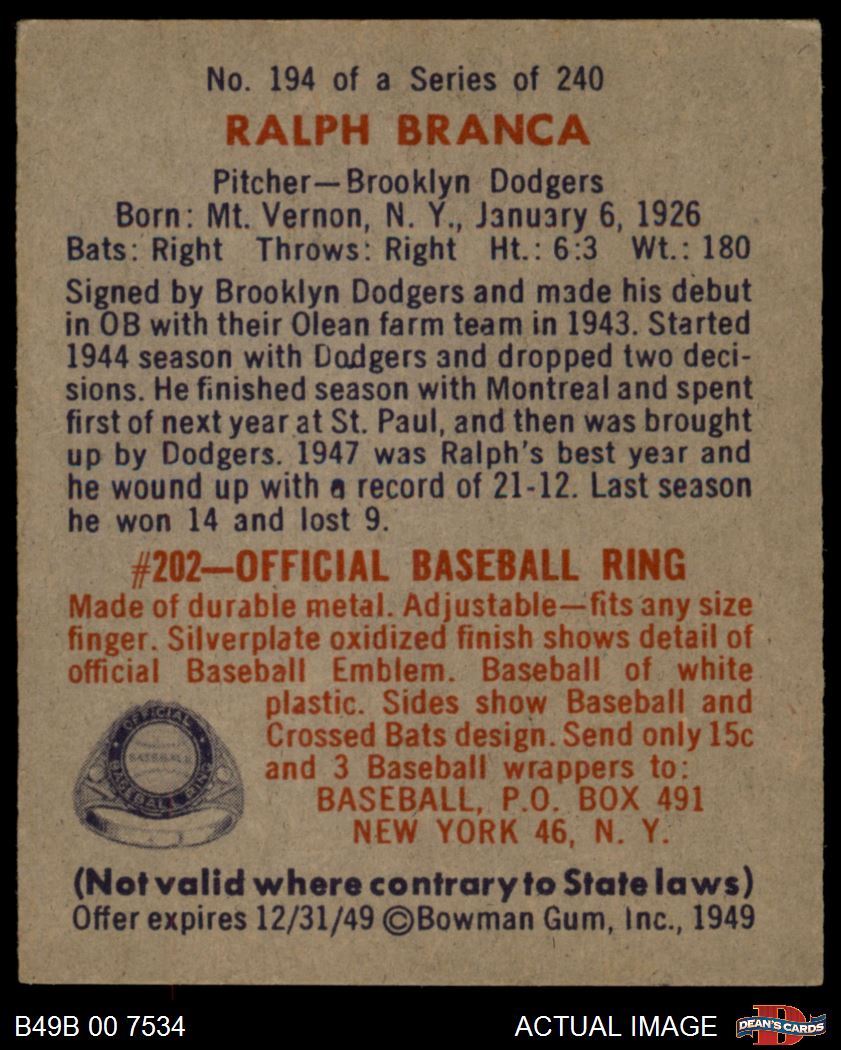 No. 194 of a Series of 240
RALPH BRANCA
Pitcher—Brooklyn Dodgers
Born: Mt. Vernon, N. Y., January 6, 1926
Bats: Right Throws: Right Ht.: 6:3 Wt.: 180
Signed by Brooklyn Dodgers and made his debut
in OB with their Olean farm team in 1943. Started
1944 season with Dodgers and dropped two deci-
sions. He finished season with Montreal and spent
first of next year at St. Paul, and then was brought
up by Dodgers. 1947 was Ralph's best year and
he wound up with a record of 21-12. Last season
he won 14 and lost 9.
#202—OFFICIAL BASEBALL RING
Made of durable metal. Adjustable—fits any size
finger. Silverplate oxidized finish shows detail of
official Baseball Emblem. Baseball of white
plastic. Sides show Baseball and
Crossed Bats design. Send only 15c
and 3 Baseball wrappers to:
BASEBALL, P.O. BOX 491
NEW YORK 46, N. Y.
OFFICIAL
BASEBALL
BASEBALL RING
(Not valid where contrary to State laws)
Offer expires 12/31/49 ©Bowman Gum, Inc., 1949
B49B 00 7534
ACTUAL IMAGE
DEAN'S CARDS